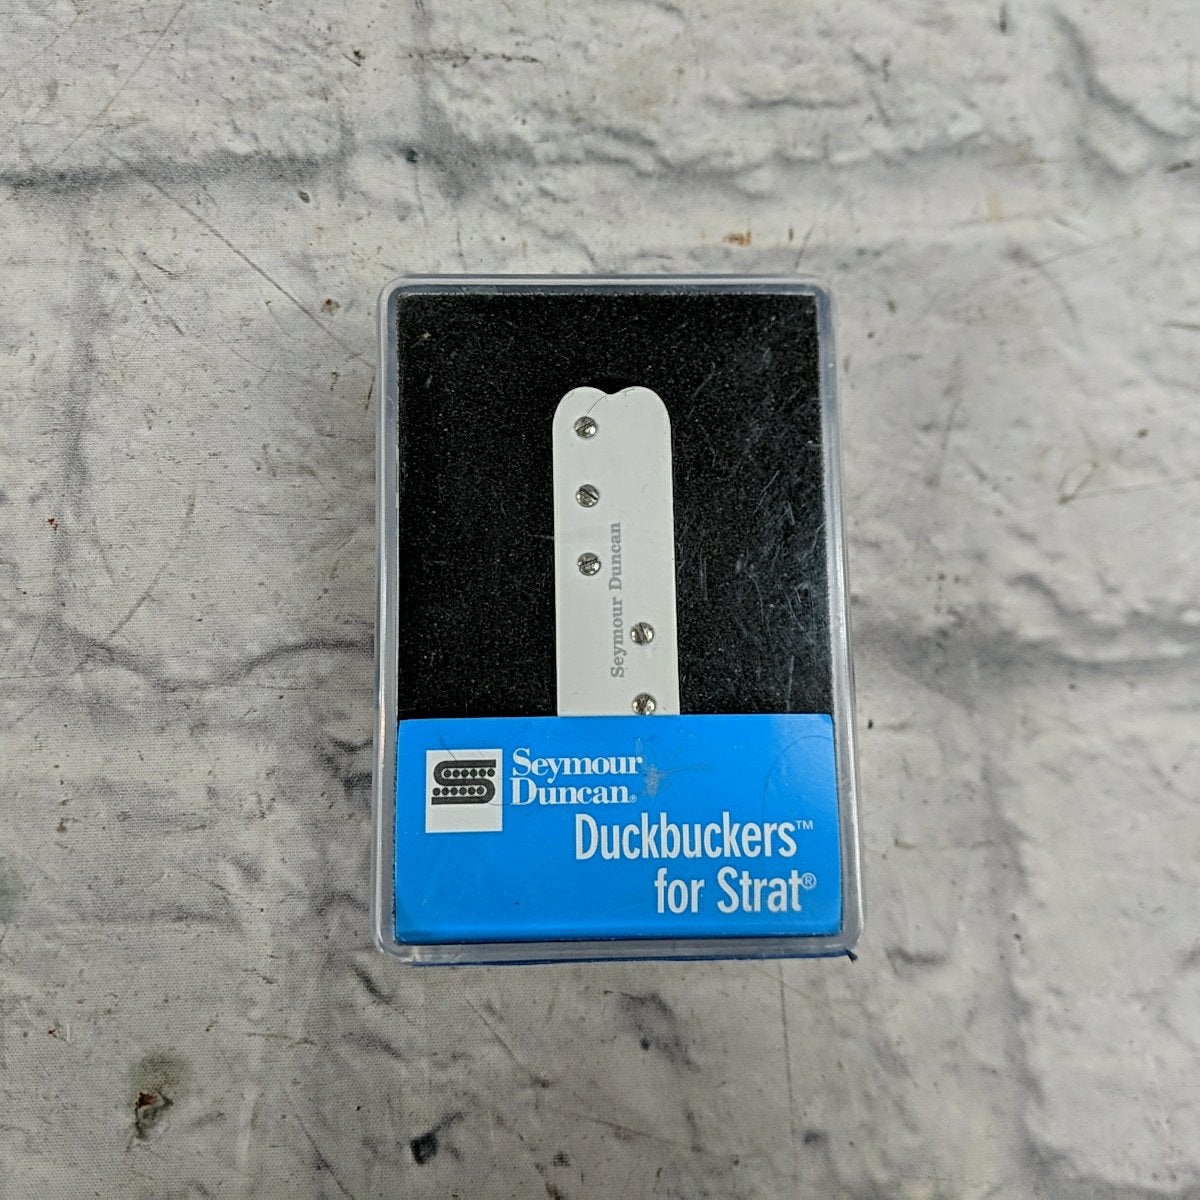 Seymour Duncan
Seymour
Duncan®
Duckbuckers™
for Strat®